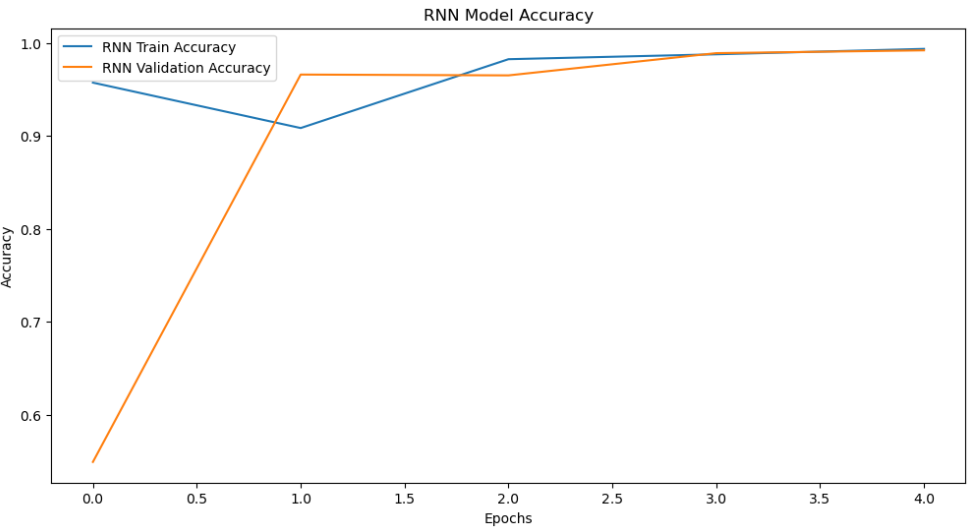 RNN Model Accuracy
RNN Train Accuracy
RNN Validation Accuracy
1.0
0.9
0.8
0.7
0.6
Accuracy
0.0 0.5 1.0 1.5 2.0 2.5 3.0 3.5 4.0
Epochs